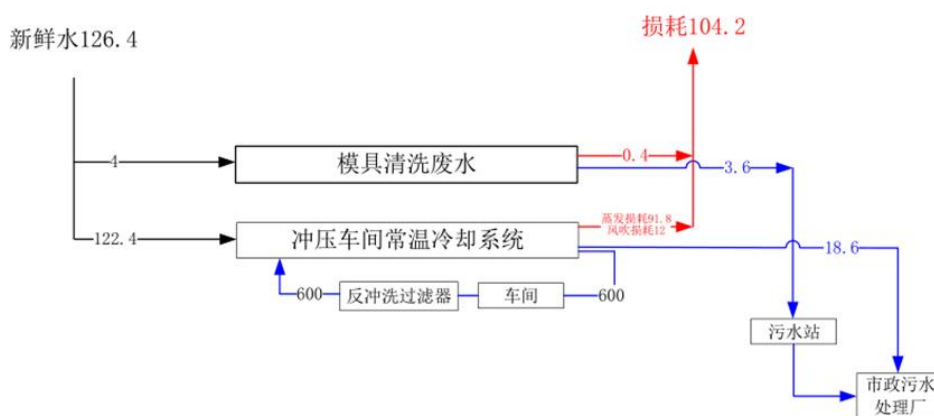 新鲜水126.4
损耗104.2
4
模具清洗废水
0.4
3.6
122.4
冲压车间常温冷却系统
蒸发损耗91.8
风吹损耗12
18.6
600
反冲洗过滤器
车间
600
污水站
市政污水
处理厂